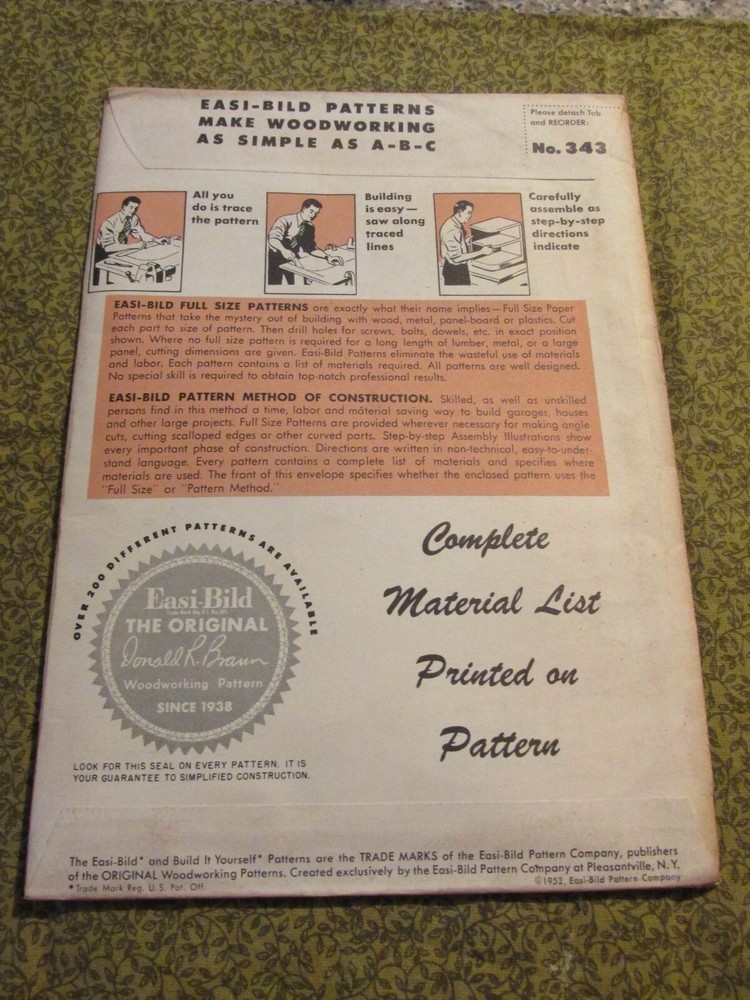 EASI-BILD PATTERNS
MAKE WOODWORKING
AS SIMPLE AS A-B-C
Please detach Tab
and REORDER:
No. 343
All you
do is trace
the pattern
Building
is easy—
saw along
traced
lines
Carefully
assemble as
step-by-step
directions
indicate
EASI-BILD FULL SIZE PATTERNS are exactly what their name implies—Full Size Paper
Patterns that take the mystery out of building with wood, metal, panel-board or plastics. Cut
each part to size of pattern. Then drill holes for screws, bolts, dowels, etc. in exact position
shown. Where no full size pattern is required for a long length of lumber, metal, or a large
panel, cutting dimensions are given. Easi-Bild Patterns eliminate the wasteful use of materials
and labor. Each pattern contains a list of materials required. All patterns are well designed.
No special skill is required to obtain top-notch professional results.
EASI-BILD PATTERN METHOD OF CONSTRUCTION. Skilled, as well as unskilled
persons find in this method a time, labor and material saving way to build garages, houses
and other large projects. Full Size Patterns are provided wherever necessary for making angle
cuts, cutting scalloped edges or other curved parts. Step-by-step Assembly Illustrations show
every important phase of construction. Directions are written in non-technical, easy-to-under-
stand language. Every pattern contains a complete list of materials and specifies where
materials are used. The front of this envelope specifies whether the enclosed pattern uses the
"Full Size" or "Pattern Method."
OVER 200 DIFFERENT PATTERNS ARE AVAILABLE
Easi-Bild
THE ORIGINAL
Donald R. Brann
Woodworking Pattern
SINCE 1938
LOOK FOR THIS SEAL ON EVERY PATTERN. IT IS
YOUR GUARANTEE TO SIMPLIFIED CONSTRUCTION.
Complete
Material List
Printed on
Pattern
The Easi-Bild* and Build It Yourself* Patterns are the TRADE MARKS of the Easi-Bild Pattern Company, publishers
of the ORIGINAL Woodworking Patterns. Created exclusively by the Easi-Bild Pattern Company at Pleasantville, N. Y.
*Trade Mark Reg. U. S. Pat. Off.
©1952, Easi-Bild Pattern Company